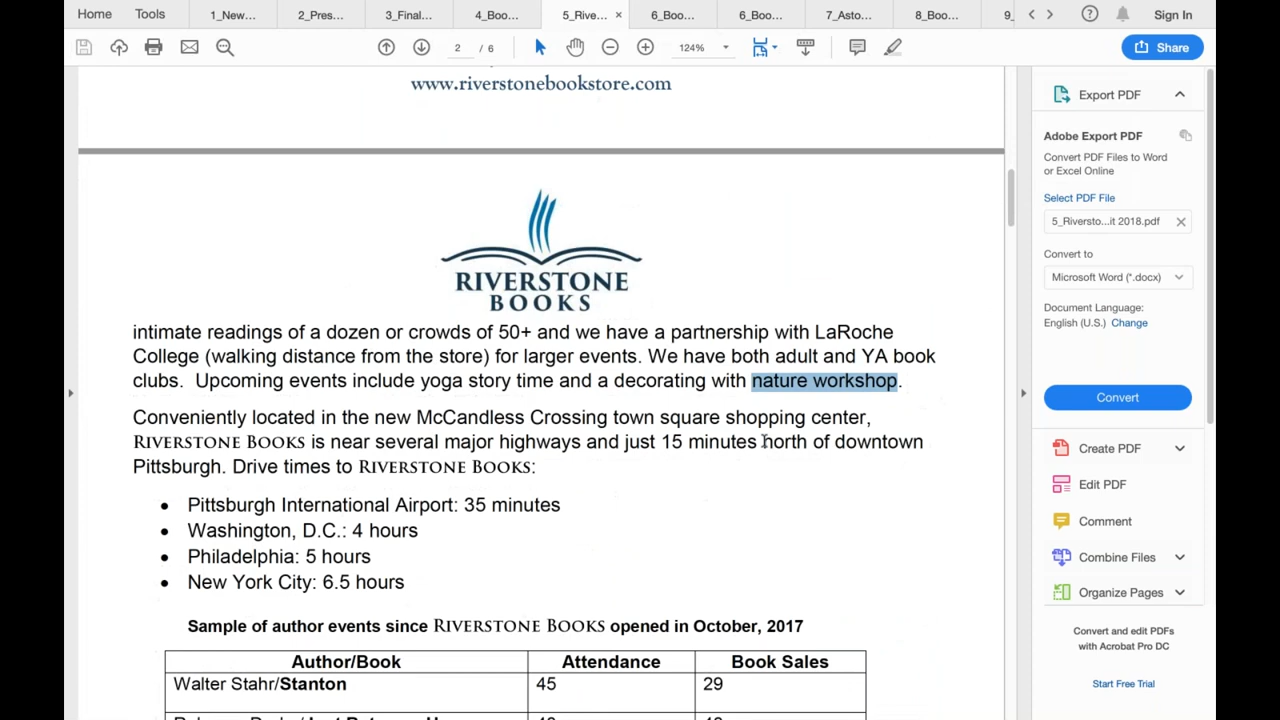 Home Tools 1_New... 2_Pres... 3_Final... 4_Boo... 5_Rive... × 6_Boo... 6_Boo... 7_Asto... 8_Boo... 9_ Sign In
2 / 6 124% Share
www.riverstonebookstore.com
RIVERSTONE
BOOKS
intimate readings of a dozen or crowds of 50+ and we have a partnership with LaRoche
College (walking distance from the store) for larger events. We have both adult and YA book
clubs. Upcoming events include yoga story time and a decorating with nature workshop.
Conveniently located in the new McCandless Crossing town square shopping center,
RIVERSTONE BOOKS is near several major highways and just 15 minutes north of downtown
Pittsburgh. Drive times to RIVERSTONE BOOKS:
• Pittsburgh International Airport: 35 minutes
• Washington, D.C.: 4 hours
• Philadelphia: 5 hours
• New York City: 6.5 hours
Sample of author events since RIVERSTONE BOOKS opened in October, 2017
Author/Book Attendance Book Sales
Walter Stahr/Stanton 45 29
Export PDF
Adobe Export PDF
Convert PDF Files to Word
or Excel Online
Select PDF File
5_Riversto...it 2018.pdf
Convert to
Microsoft Word (*.docx)
Document Language:
English (U.S.) Change
Convert
Create PDF
Edit PDF
Comment
Combine Files
Organize Pages
Convert and edit PDFs
with Acrobat Pro DC
Start Free Trial